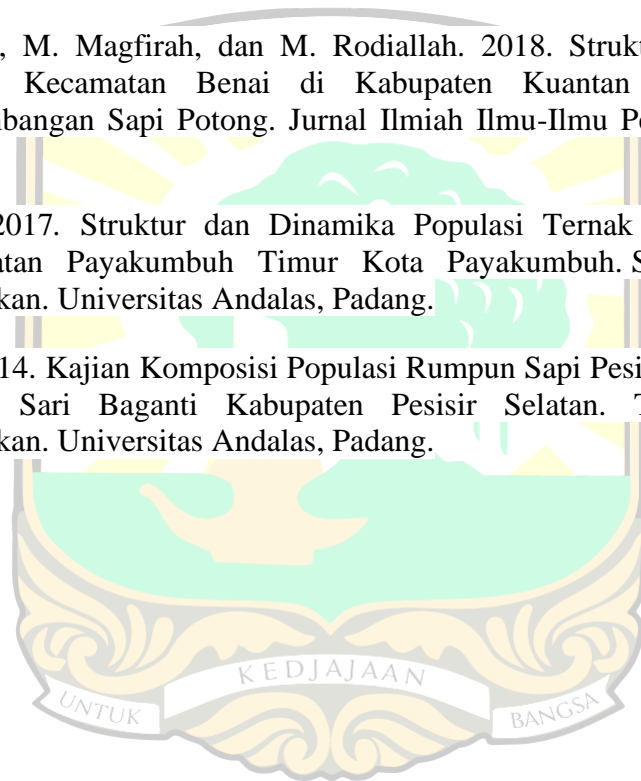 , M. Magfirah, dan M. Rodiallah. 2018. Strukt
Kecamatan Benai di Kabupaten Kuantan
mbangan Sapi Potong. Jurnal Ilmiah Ilmu-Ilmu Pe
2017. Struktur dan Dinamika Populasi Ternak
atan Payakumbuh Timur Kota Payakumbuh. S
kan. Universitas Andalas, Padang.
14. Kajian Komposisi Populasi Rumpun Sapi Pesi
Sari Baganti Kabupaten Pesisir Selatan. T
kan. Universitas Andalas, Padang.
UNTUK KEDJAJAAN BANGSA